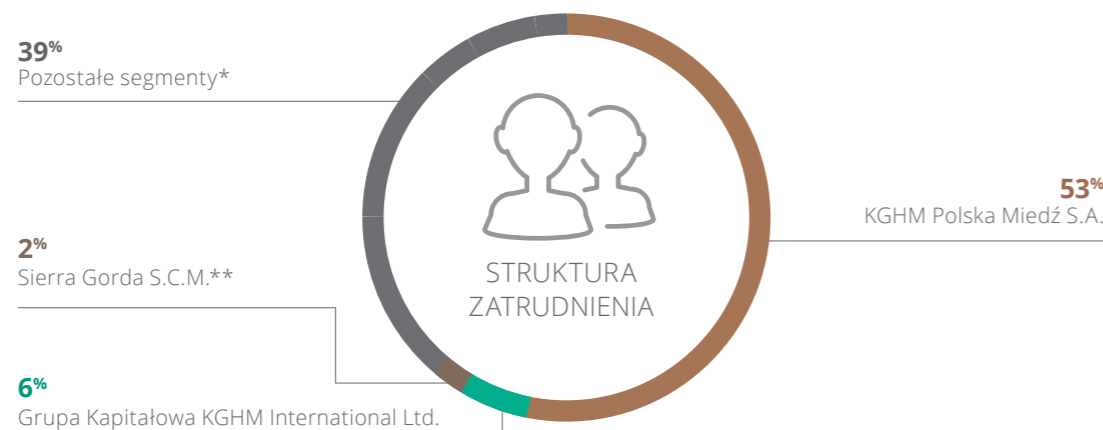 39%
Pozostałe segmenty*
53%
KGHM Polska Miedź S.A.
2%
Sierra Gorda S.C.M.**
STRUKTURA
ZATRUDNIENIA
6%
Grupa Kapitałowa KGHM International Ltd.